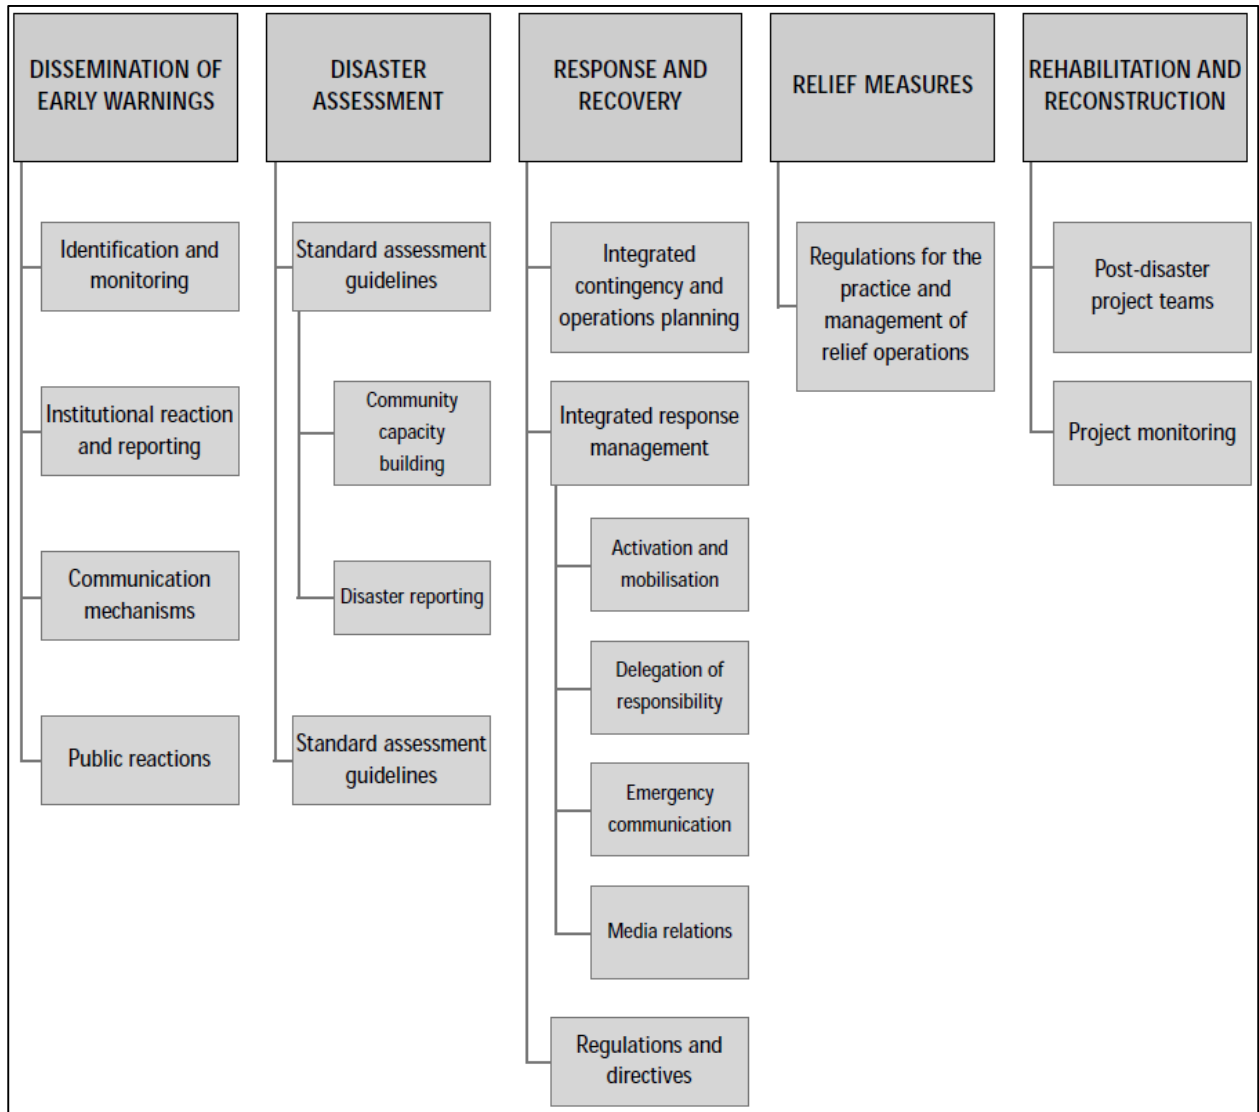 DISSEMINATION OF
EARLY WARNINGS
Identification and
monitoring
Institutional reaction
and reporting
Communication
mechanisms
Public reactions
DISASTER
ASSESSMENT
Standard assessment
guidelines
Community
capacity
building
Disaster reporting
Standard assessment
guidelines
RESPONSE AND
RECOVERY
Integrated
contingency and
operations planning
Integrated response
management
Activation and
mobilisation
Delegation of
responsibility
Emergency
communication
Media relations
Regulations and
directives
RELIEF MEASURES
Regulations for the
practice and
management of
relief operations
REHABILITATION AND
RECONSTRUCTION
Post-disaster
project teams
Project monitoring